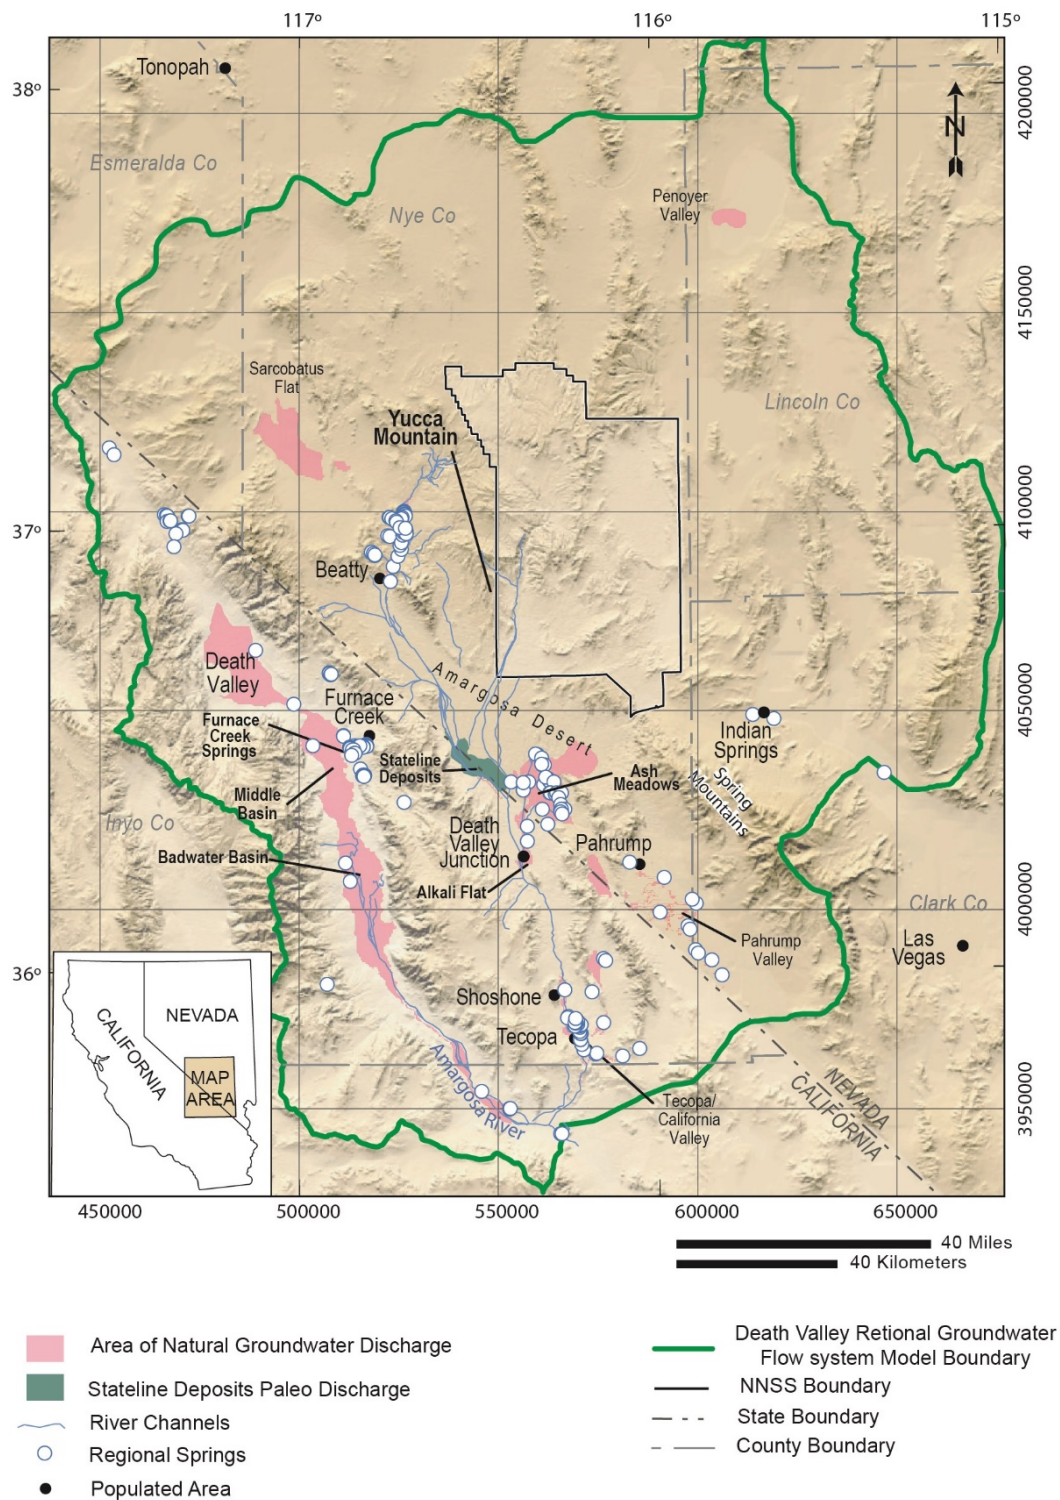 117°
116°
115°
Tonopah
38°
4200000
N
Esmeralda Co
Nye Co
Penoyer
Valley
4150000
Sarcobatus
Flat
Yucca
Mountain
Lincoln Co
4100000
37°
Beatty
Death
Valley
Amargosa Desert
Furnace
Creek
Furnace
Creek
Springs
4050000
Indian
Springs
Stateline
Deposits
Ash
Meadows
Spring
Mountains
Middle
Basin
Inyo Co
Death
Valley
Junction
Pahrump
Badwater Basin
Alkali Flat
4000000
Clark Co
Las
Vegas
Pahrump
Valley
36°
Shoshone
Tecopa
NEVADA
CALIFORNIA
MAP
AREA
Amargosa River
Tecopa/
California
Valley
NEVADA
CALIFORNIA
3950000
450000
500000
550000
600000
650000
40 Miles
40 Kilometers
Area of Natural Groundwater Discharge
Stateline Deposits Paleo Discharge
River Channels
Regional Springs
Populated Area
Death Valley Retional Groundwater
Flow system Model Boundary
NNSS Boundary
State Boundary
County Boundary